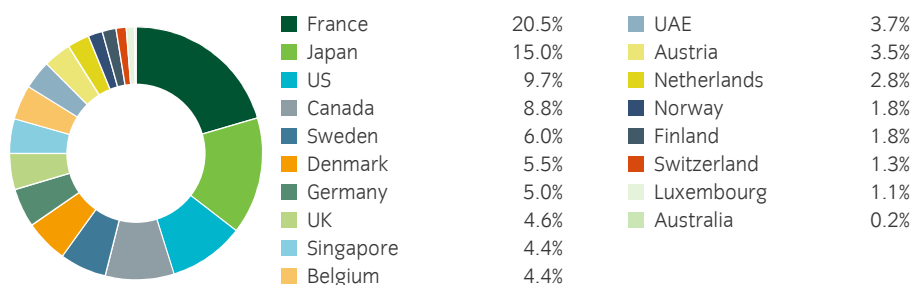 France 20.5%
Japan 15.0%
US 9.7%
Canada 8.8%
Sweden 6.0%
Denmark 5.5%
Germany 5.0%
UK 4.6%
Singapore 4.4%
Belgium 4.4%
UAE 3.7%
Austria 3.5%
Netherlands 2.8%
Norway 1.8%
Finland 1.8%
Switzerland 1.3%
Luxembourg 1.1%
Australia 0.2%